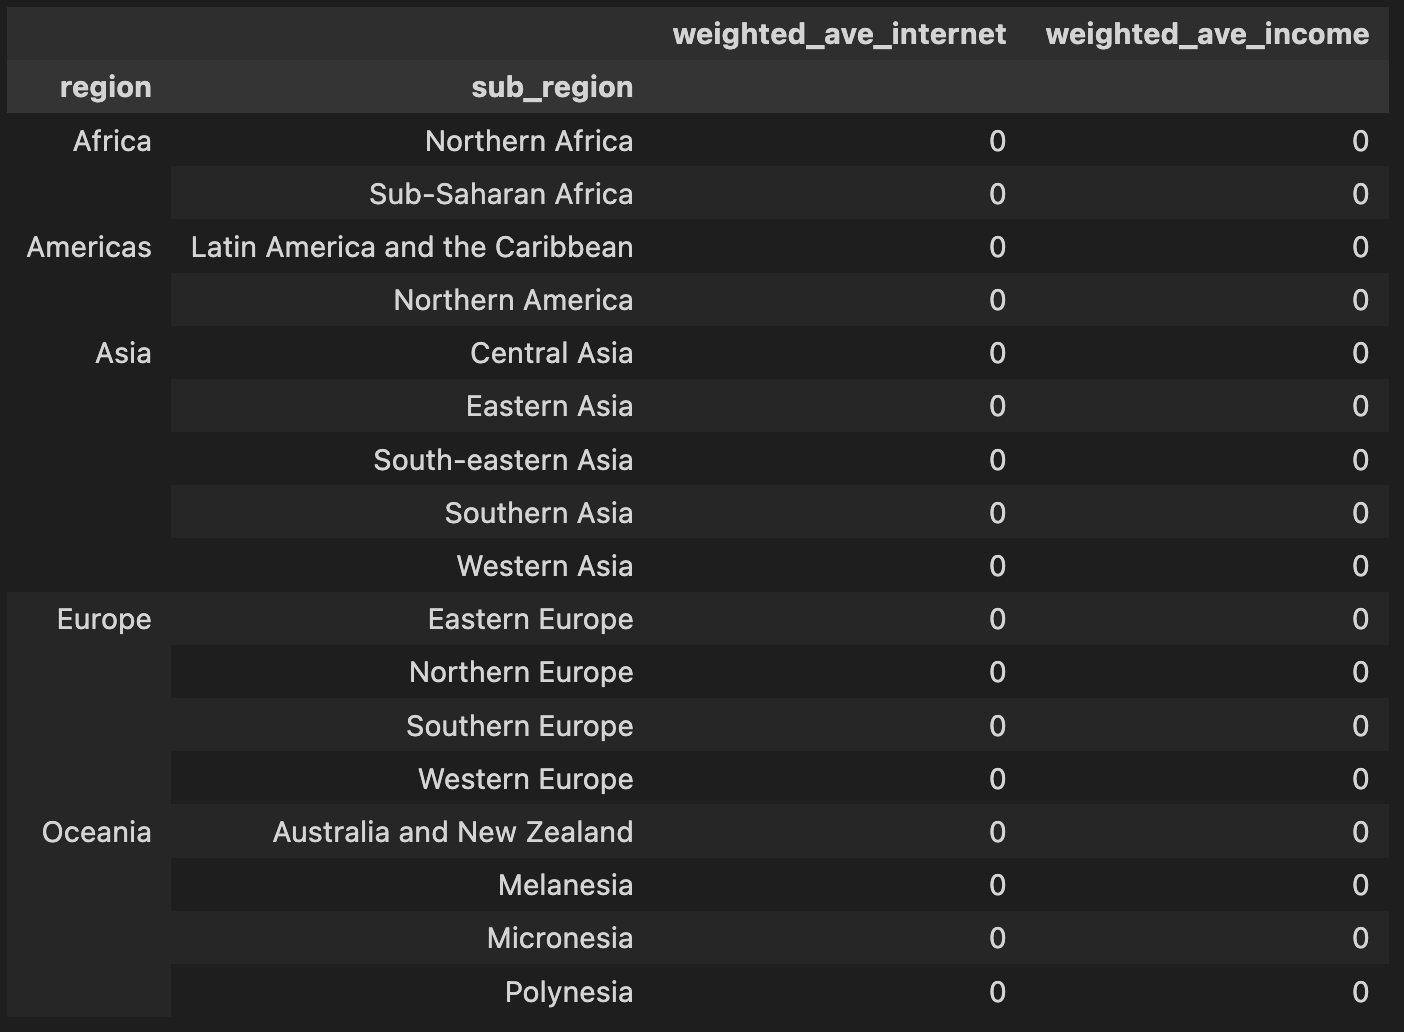 weighted_ave_internet weighted_ave_income
region sub_region
Africa Northern Africa 0 0
Sub-Saharan Africa 0 0
Americas Latin America and the Caribbean 0 0
Northern America 0 0
Asia Central Asia 0 0
Eastern Asia 0 0
South-eastern Asia 0 0
Southern Asia 0 0
Western Asia 0 0
Europe Eastern Europe 0 0
Northern Europe 0 0
Southern Europe 0 0
Western Europe 0 0
Oceania Australia and New Zealand 0 0
Melanesia 0 0
Micronesia 0 0
Polynesia 0 0